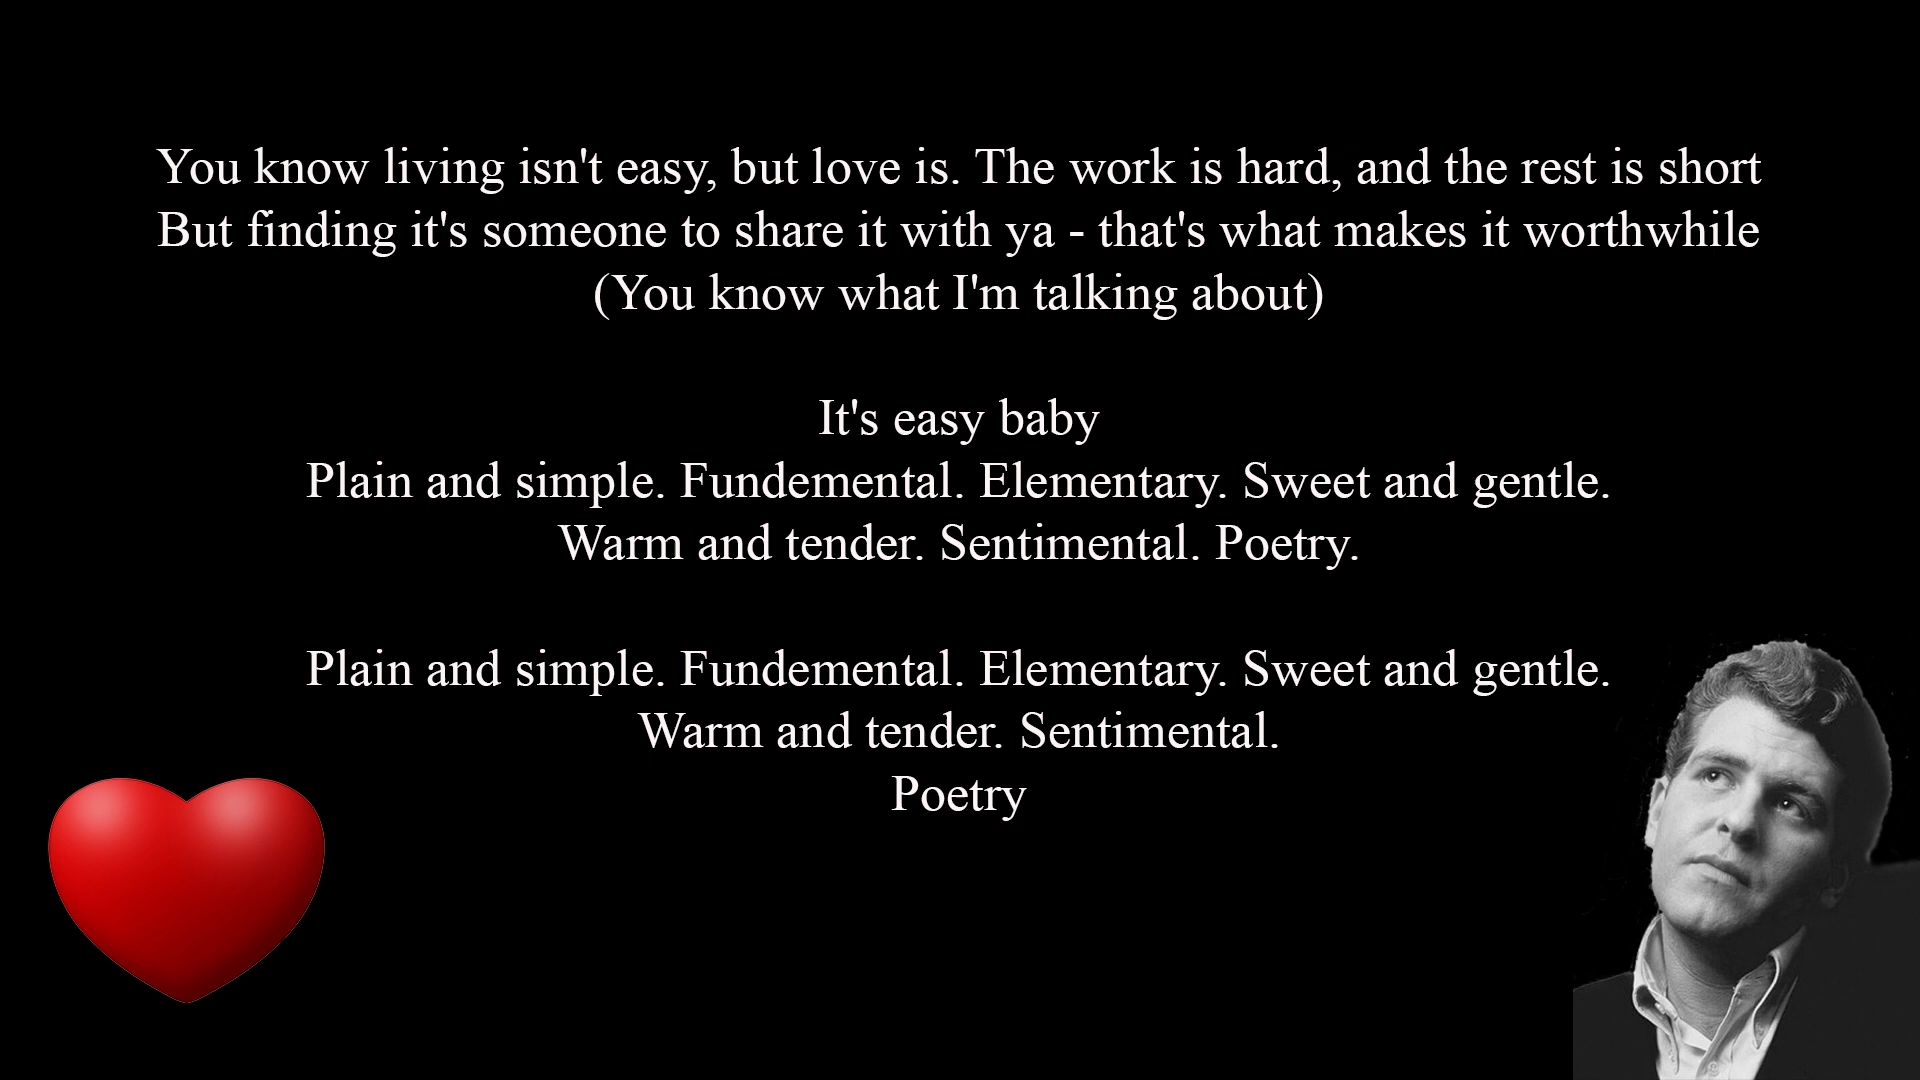 You know living isn't easy, but love is. The work is hard, and the rest is short
But finding it's someone to share it with ya - that's what makes it worthwhile
(You know what I'm talking about)
It's easy baby
Plain and simple. Fundemental. Elementary. Sweet and gentle.
Warm and tender. Sentimental. Poetry.
Plain and simple. Fundemental. Elementary. Sweet and gentle.
Warm and tender. Sentimental.
Poetry